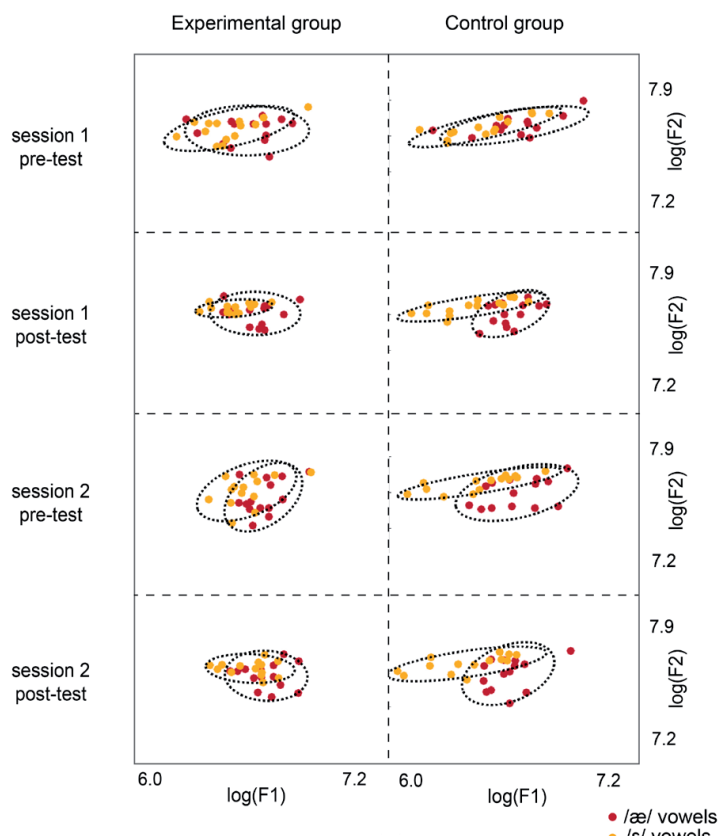 Experimental group Control group
session 1
pre-test
7.9
log(F2)
7.2
session 1
post-test
7.9
log(F2)
7.2
session 2
pre-test
7.9
log(F2)
7.2
session 2
post-test
7.9
log(F2)
7.2
6.0 7.2 6.0 7.2
log(F1) log(F1)
/æ/ vowels
/ε/ vowels